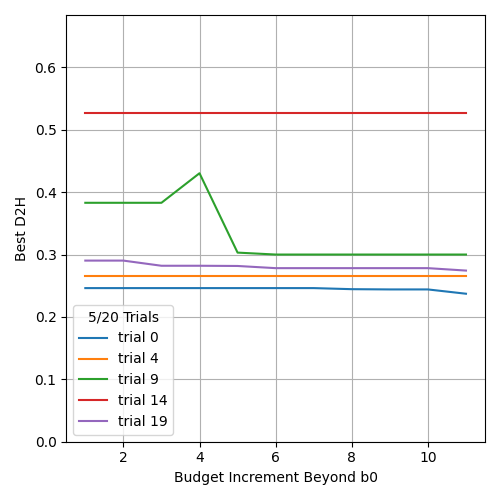 Best D2H
0.6
0.5
0.4
0.3
0.2
0.1
0.0
5/20 Trials
trial 0
trial 4
trial 9
trial 14
trial 19
2 4 6 8 10
Budget Increment Beyond b0